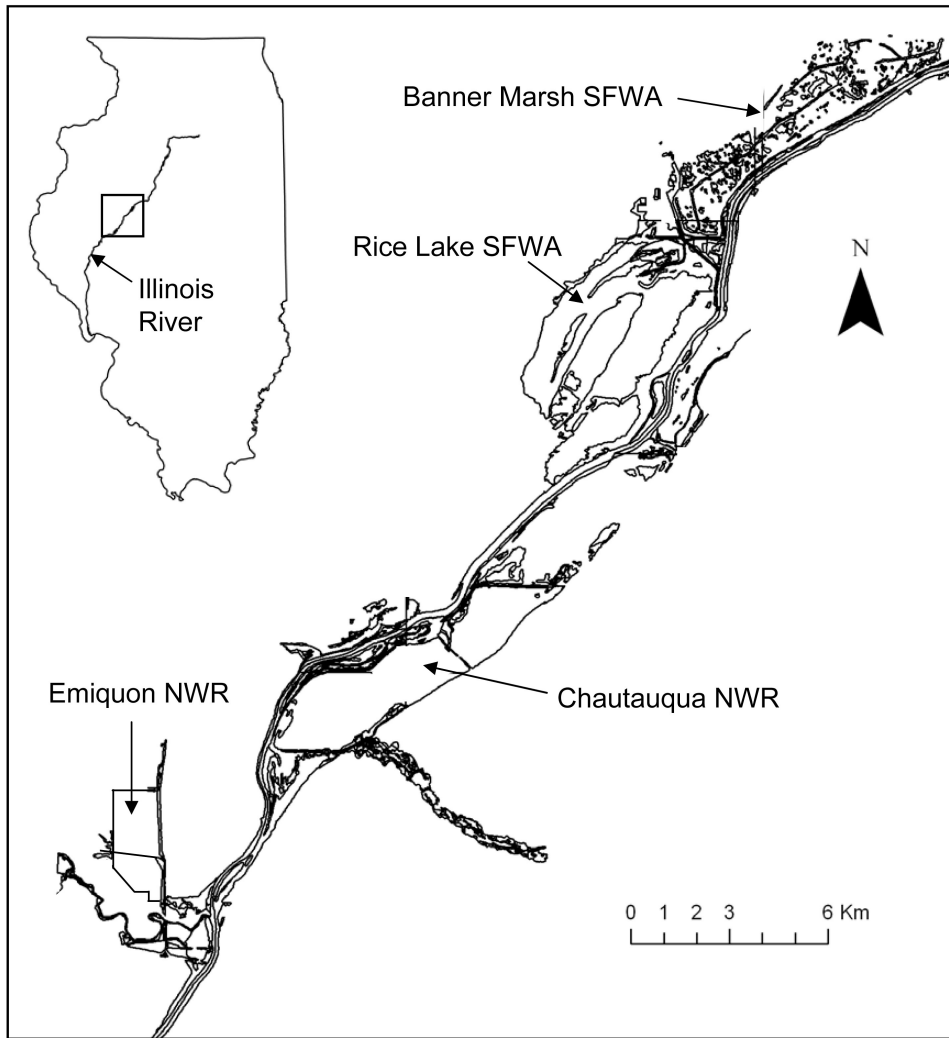 Banner Marsh SFWA
Rice Lake SFWA
N
Illinois
River
Emiquon NWR
Chautauqua NWR
0 1 2 3 6 Km